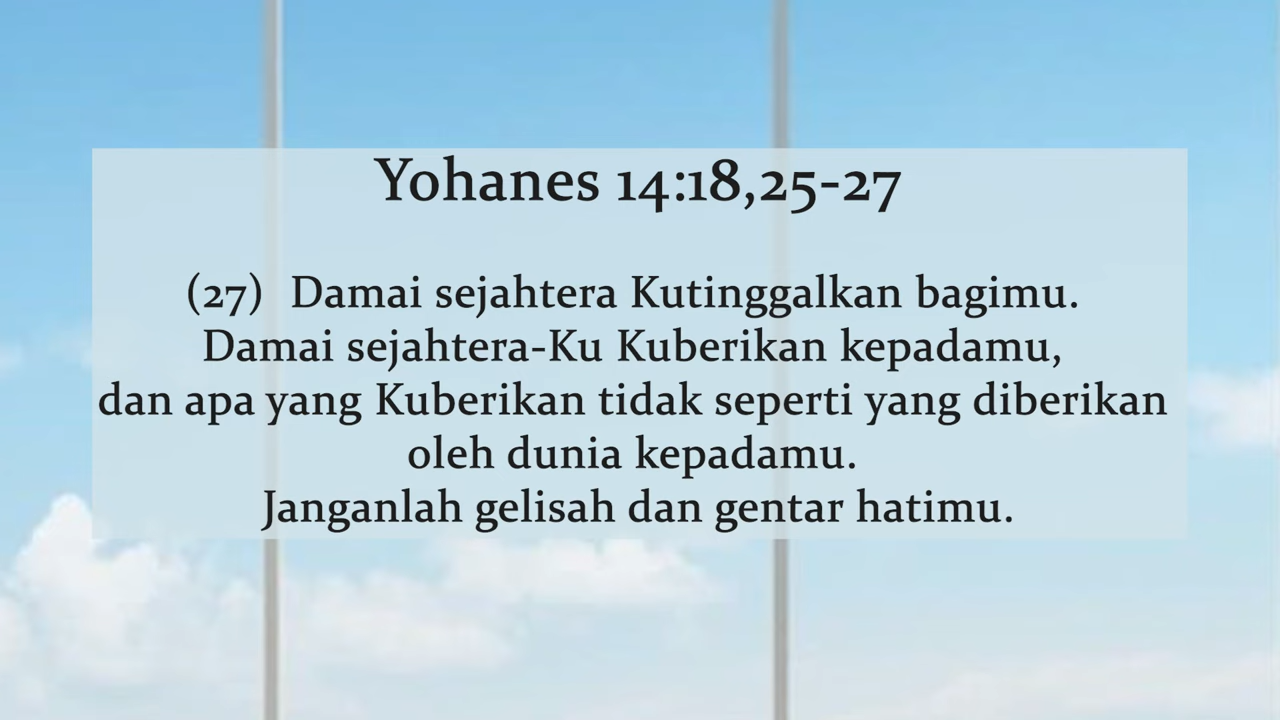 Yohanes 14:18,25-27
(27) Damai sejahtera Kutinggalkan bagimu.
Damai sejahtera-Ku Kuberikan kepadamu,
dan apa yang Kuberikan tidak seperti yang diberikan
oleh dunia kepadamu.
Janganlah gelisah dan gentar hatimu.